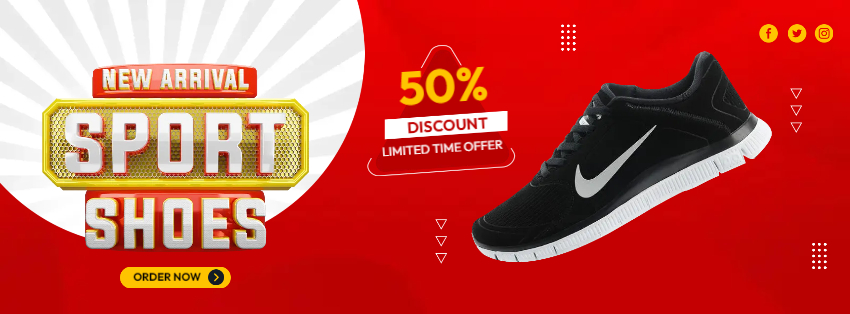 NEW ARRIVAL
SPORT
SHOES
ORDER NOW
50%
DISCOUNT
LIMITED TIME OFFER